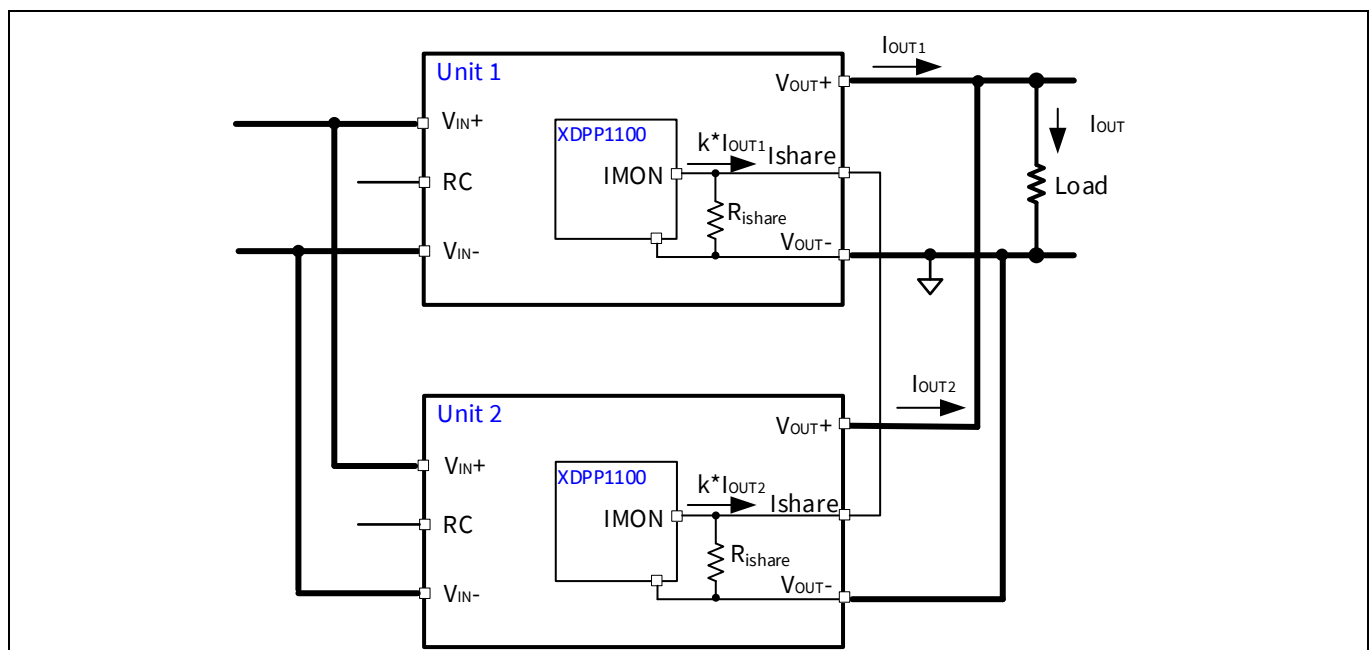 Unit 1
IOUT1
VOUT+
VIN+
XDPP1100
k*IOUT1
Ishare
IOUT
IMON
RC
Rishare
Load
VIN-
VOUT-
Unit 2
IOUT2
VOUT+
VIN+
XDPP1100
k*IOUT2
Ishare
IMON
RC
Rishare
VIN-
VOUT-